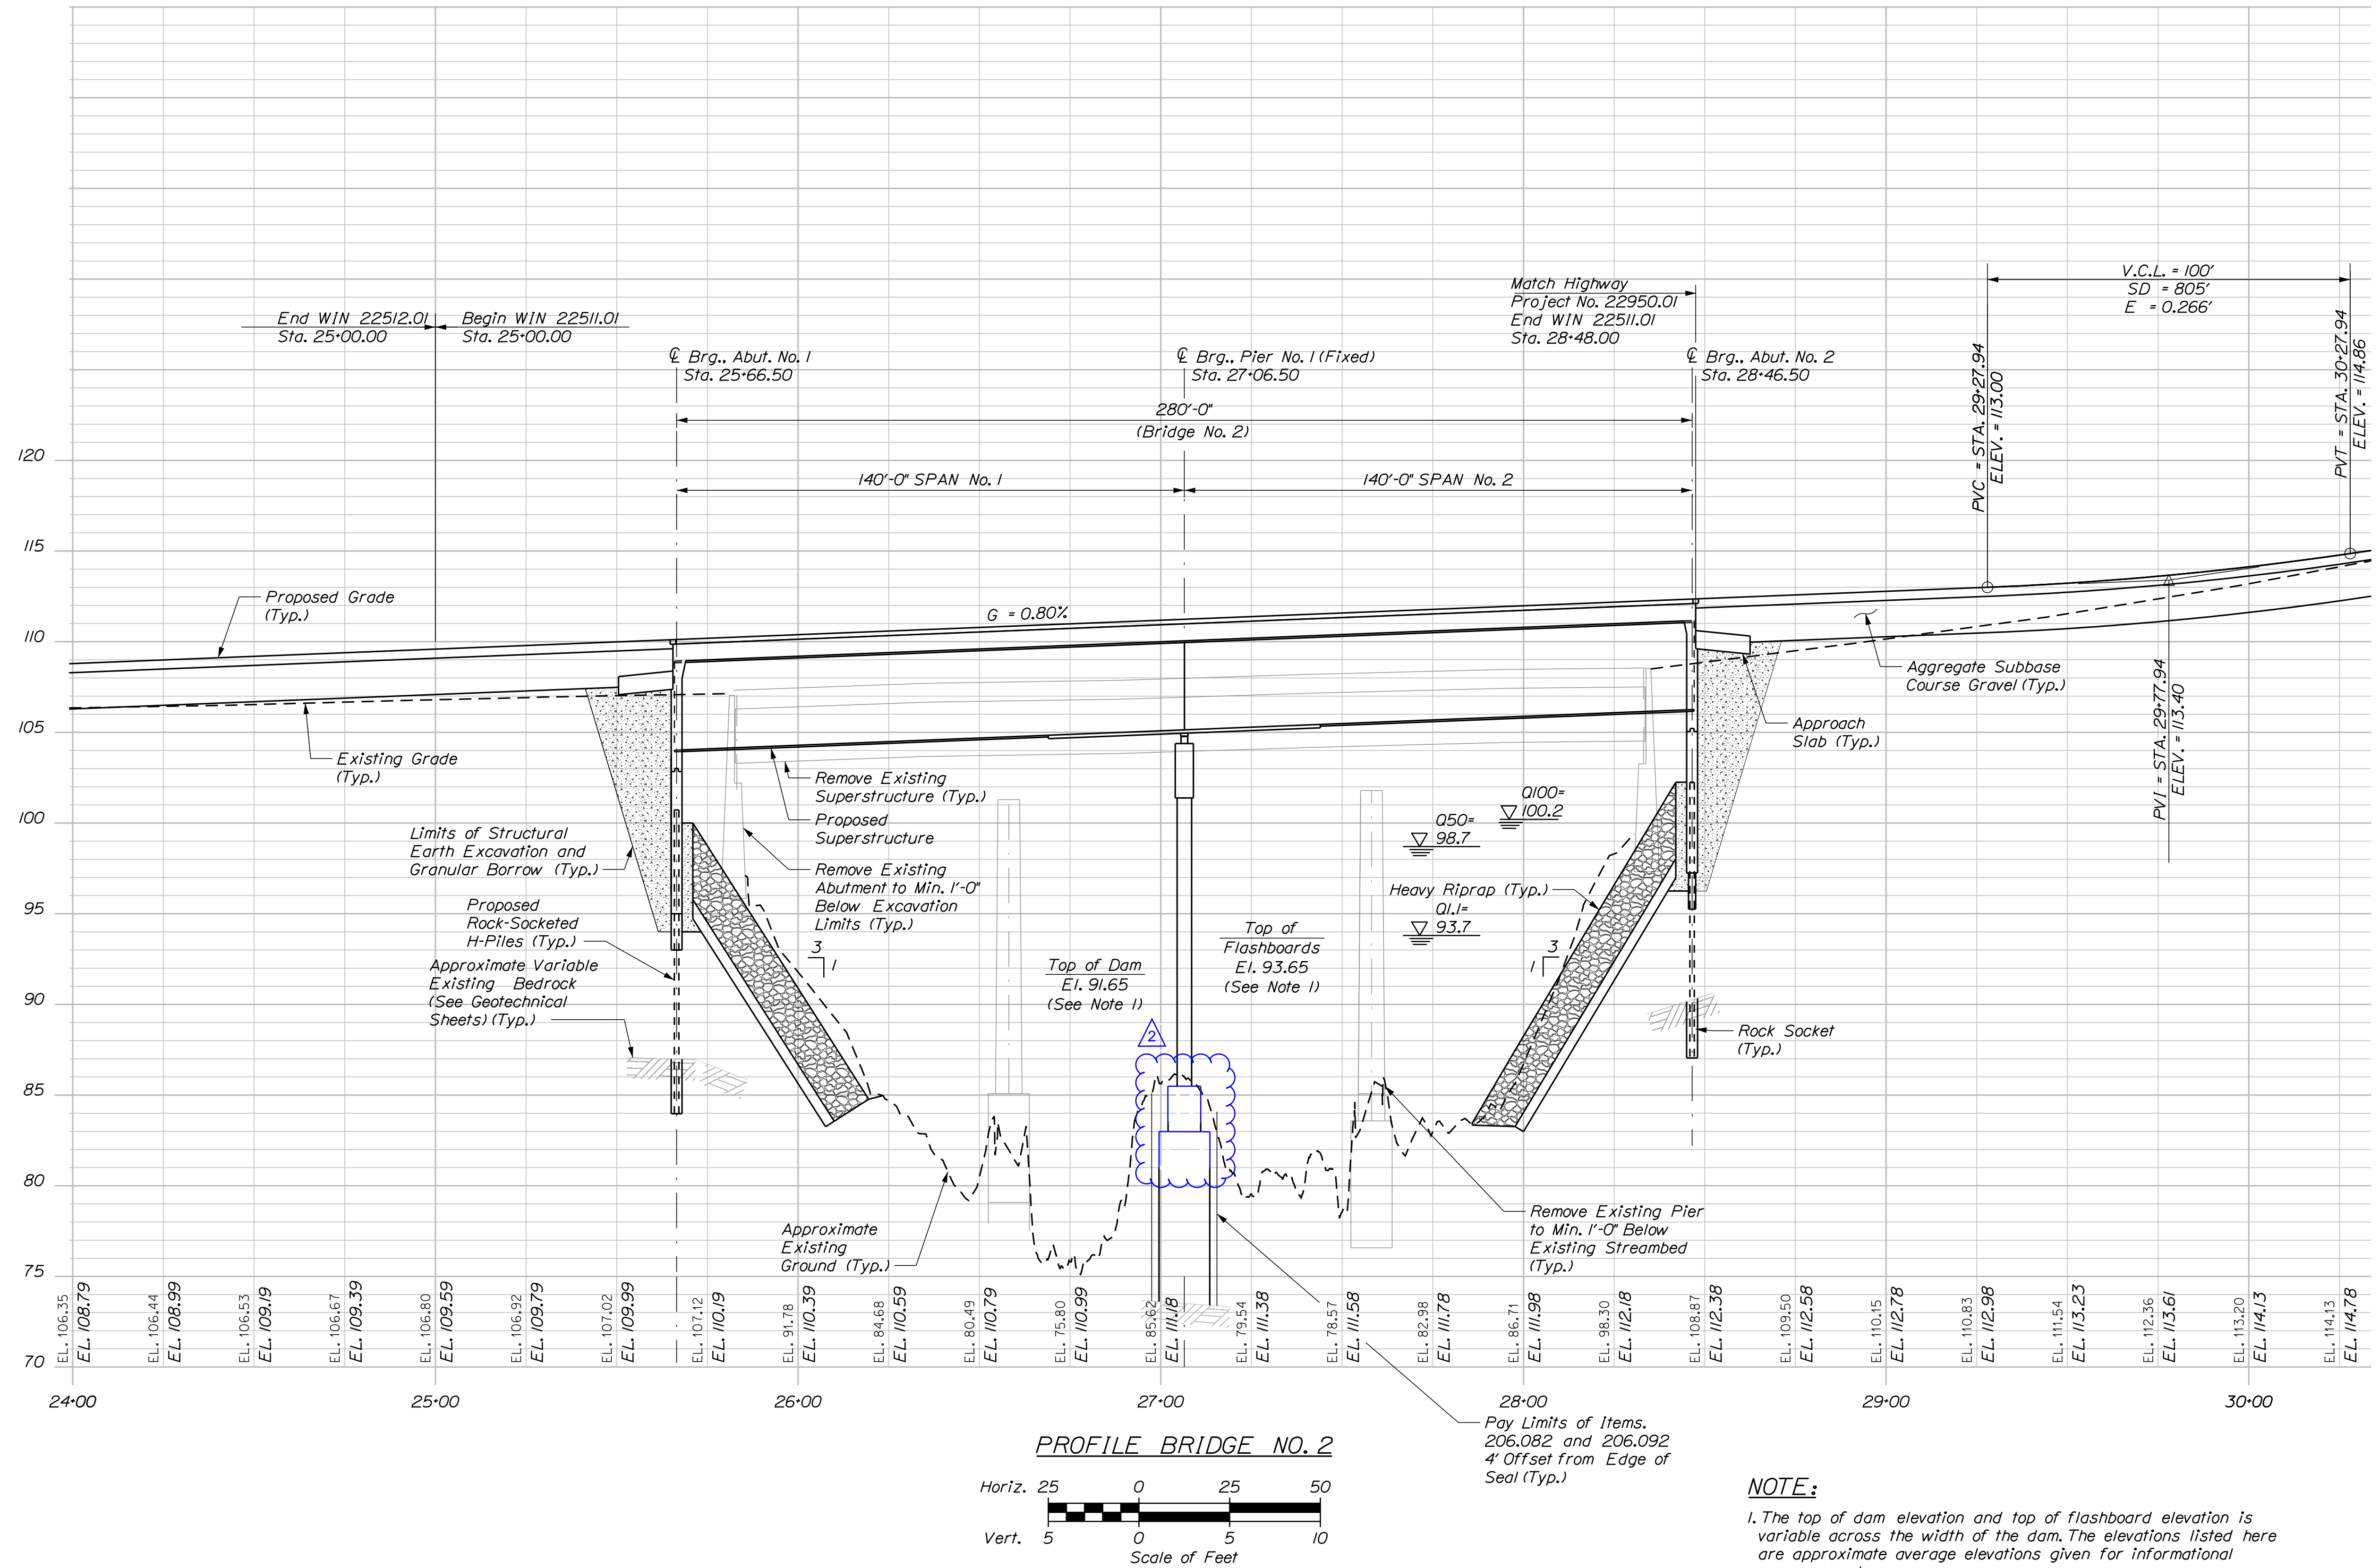 V.C.L. = 100'
SD = 805'
E = 0.266'
Match Highway
Project No. 22950.01
End WIN 22511.01
Sta. 28+48.00
End WIN 22512.01
Sta. 25+00.00
Begin WIN 22511.01
Sta. 25+00.00
℄ Brg., Abut. No. 1
Sta. 25+66.50
℄ Brg., Pier No. 1 (Fixed)
Sta. 27+06.50
℄ Brg., Abut. No. 2
Sta. 28+46.50
PVC = STA. 29+27.94
ELEV. = 113.00
PVT = STA. 30+27.94
ELEV. = 114.86
280'-0"
(Bridge No. 2)
140'-0" SPAN No. 1
140'-0" SPAN No. 2
120
115
110
105
100
95
90
85
80
75
70
Proposed Grade
(Typ.)
G = 0.80%
Existing Grade
(Typ.)
Aggregate Subbase
Course Gravel (Typ.)
Approach
Slab (Typ.)
PVI = STA. 29+77.94
ELEV. = 113.40
Remove Existing
Superstructure (Typ.)
Proposed
Superstructure
Remove Existing
Abutment to Min. 1'-0"
Below Excavation
Limits (Typ.)
Limits of Structural
Earth Excavation and
Granular Borrow (Typ.)
Proposed
Rock-Socketed
H-Piles (Typ.)
Approximate Variable
Existing Bedrock
(See Geotechnical
Sheets) (Typ.)
3
1
Top of Dam
El. 91.65
(See Note 1)
Top of
Flashboards
El. 93.65
(See Note 1)
Q50=
98.7
Q100=
100.2
Heavy Riprap (Typ.)
Q1.1=
93.7
3
1
2
Rock Socket
(Typ.)
Approximate
Existing
Ground (Typ.)
Remove Existing Pier
to Min. 1'-0" Below
Existing Streambed
(Typ.)
EL. 106.35
EL. 108.79
EL. 106.44
EL. 108.99
EL. 106.53
EL. 109.19
EL. 106.67
EL. 109.39
EL. 106.80
EL. 109.59
EL. 106.92
EL. 109.79
EL. 107.02
EL. 109.99
EL. 107.12
EL. 110.19
EL. 91.78
EL. 110.39
EL. 84.68
EL. 110.59
EL. 80.49
EL. 110.79
EL. 75.80
EL. 110.99
EL. 85.62
EL. 111.18
EL. 79.54
EL. 111.38
EL. 78.57
EL. 111.58
EL. 82.98
EL. 111.78
EL. 86.71
EL. 111.98
EL. 98.30
EL. 112.18
EL. 108.87
EL. 112.38
EL. 109.50
EL. 112.58
EL. 110.15
EL. 112.78
EL. 110.83
EL. 112.98
EL. 111.54
EL. 113.23
EL. 112.36
EL. 113.61
EL. 113.20
EL. 114.13
EL. 114.13
EL. 114.78
24+00
25+00
26+00
27+00
28+00
29+00
30+00
Pay Limits of Items.
206.082 and 206.092
4' Offset from Edge of
Seal (Typ.)
PROFILE BRIDGE NO. 2
Horiz. 25 0 25 50
Vert. 5 0 5 10
Scale of Feet
NOTE:
1. The top of dam elevation and top of flashboard elevation is
variable across the width of the dam. The elevations listed here
are approximate average elevations given for informational